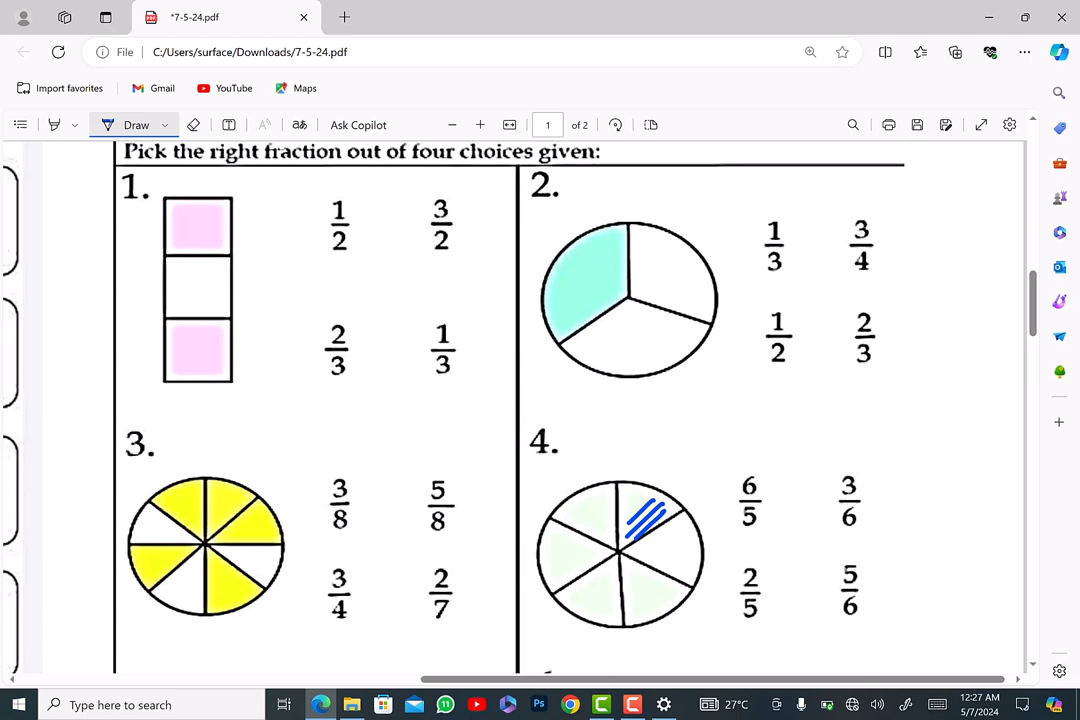 *7-5-24.pdf
File C:/Users/surface/Downloads/7-5-24.pdf
Import favorites Gmail YouTube Maps
Draw aあ Ask Copilot 1 of 2
Pick the right fraction out of four choices given:
1.
1/2 3/2
2/3 1/3
2.
1/3 3/4
1/2 2/3
3.
3/8 5/8
3/4 2/7
4.
6/5 3/6
2/5 5/6
Type here to search
11
Ps
27°C
12:27 AM
5/7/2024